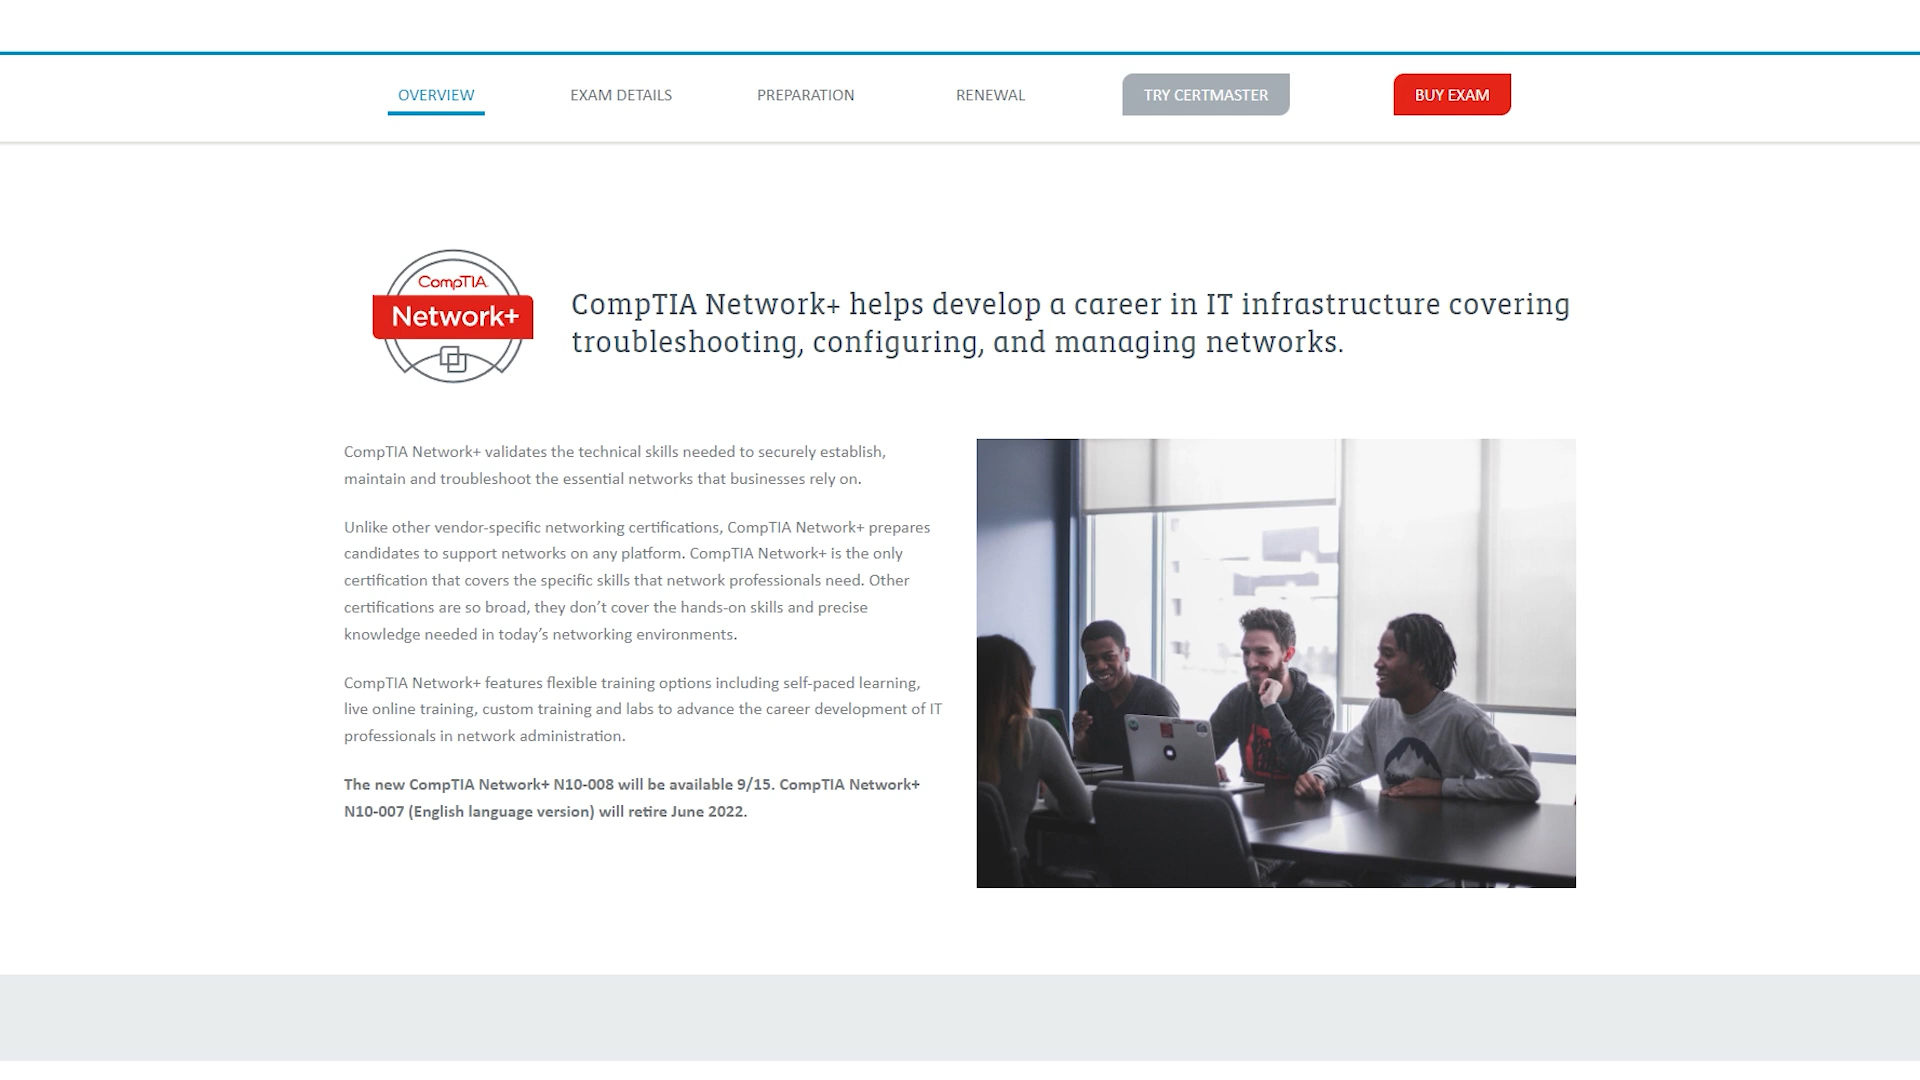 OVERVIEW
EXAM DETAILS
PREPARATION
RENEWAL
TRY CERTMASTER
BUY EXAM
CompTIA
Network+
CompTIA Network+ helps develop a career in IT infrastructure covering
troubleshooting, configuring, and managing networks.
CompTIA Network+ validates the technical skills needed to securely establish,
maintain and troubleshoot the essential networks that businesses rely on.
Unlike other vendor-specific networking certifications, CompTIA Network+ prepares
candidates to support networks on any platform. CompTIA Network+ is the only
certification that covers the specific skills that network professionals need. Other
certifications are so broad, they don’t cover the hands-on skills and precise
knowledge needed in today’s networking environments.
CompTIA Network+ features flexible training options including self-paced learning,
live online training, custom training and labs to advance the career development of IT
professionals in network administration.
The new CompTIA Network+ N10-008 will be available 9/15. CompTIA Network+
N10-007 (English language version) will retire June 2022.